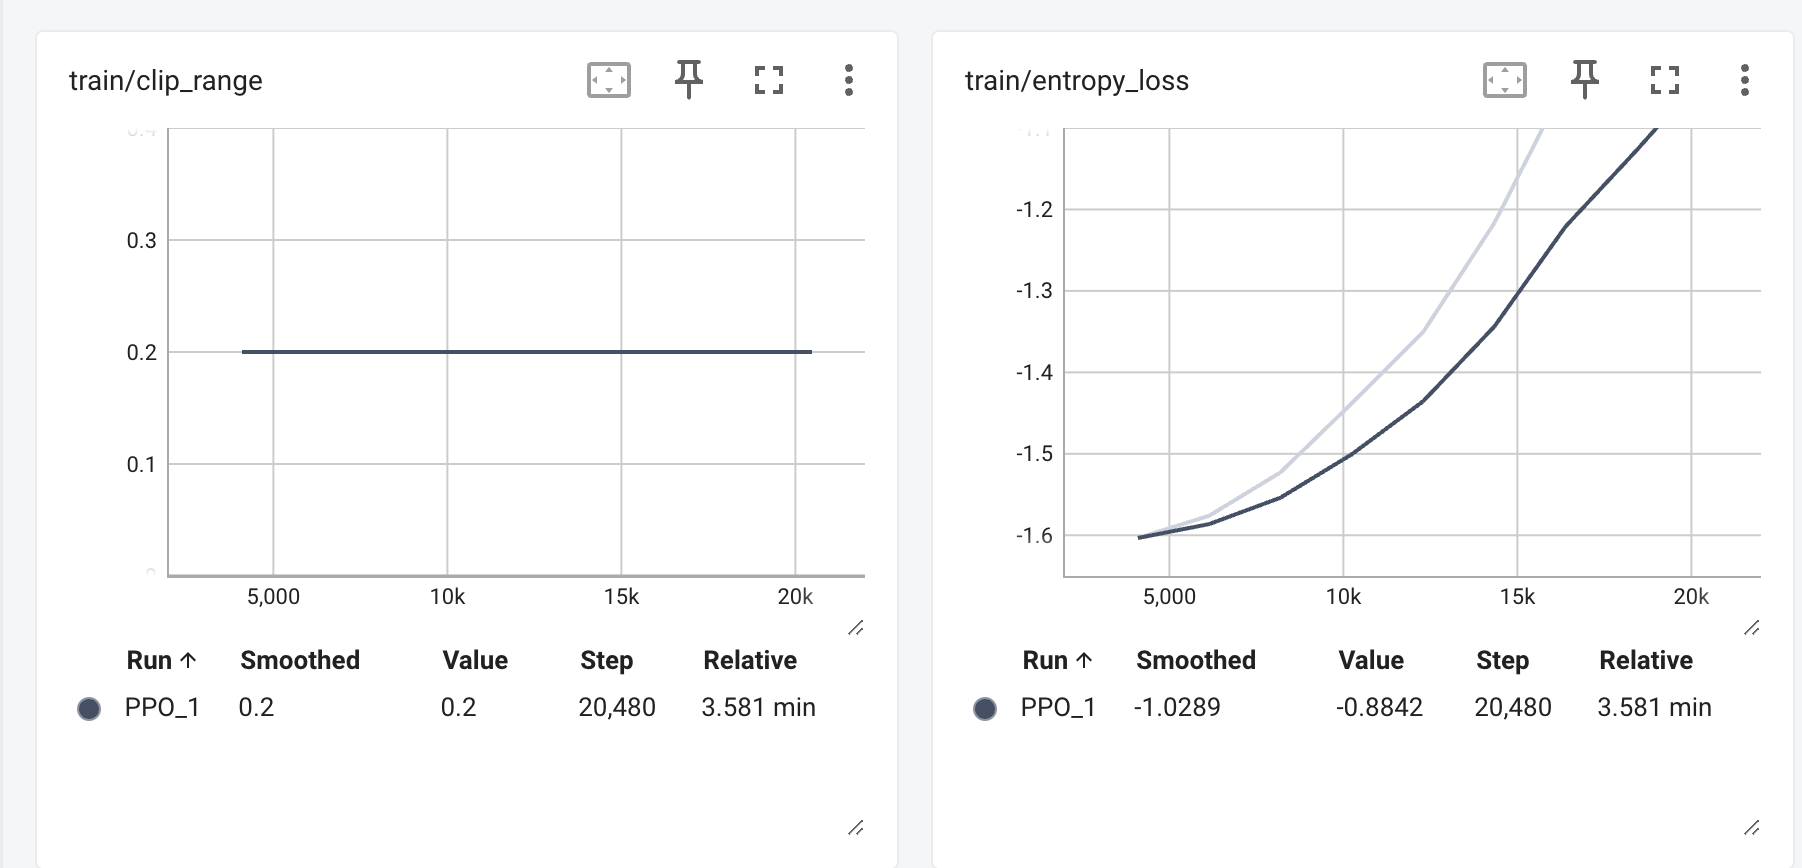 train/clip_range
0.3
0.2
0.1
5,000 10k 15k 20k
Run ↑ Smoothed Value Step Relative
PPO_1 0.2 0.2 20,480 3.581 min
train/entropy_loss
-1.2
-1.3
-1.4
-1.5
-1.6
5,000 10k 15k 20k
Run ↑ Smoothed Value Step Relative
PPO_1 -1.0289 -0.8842 20,480 3.581 min